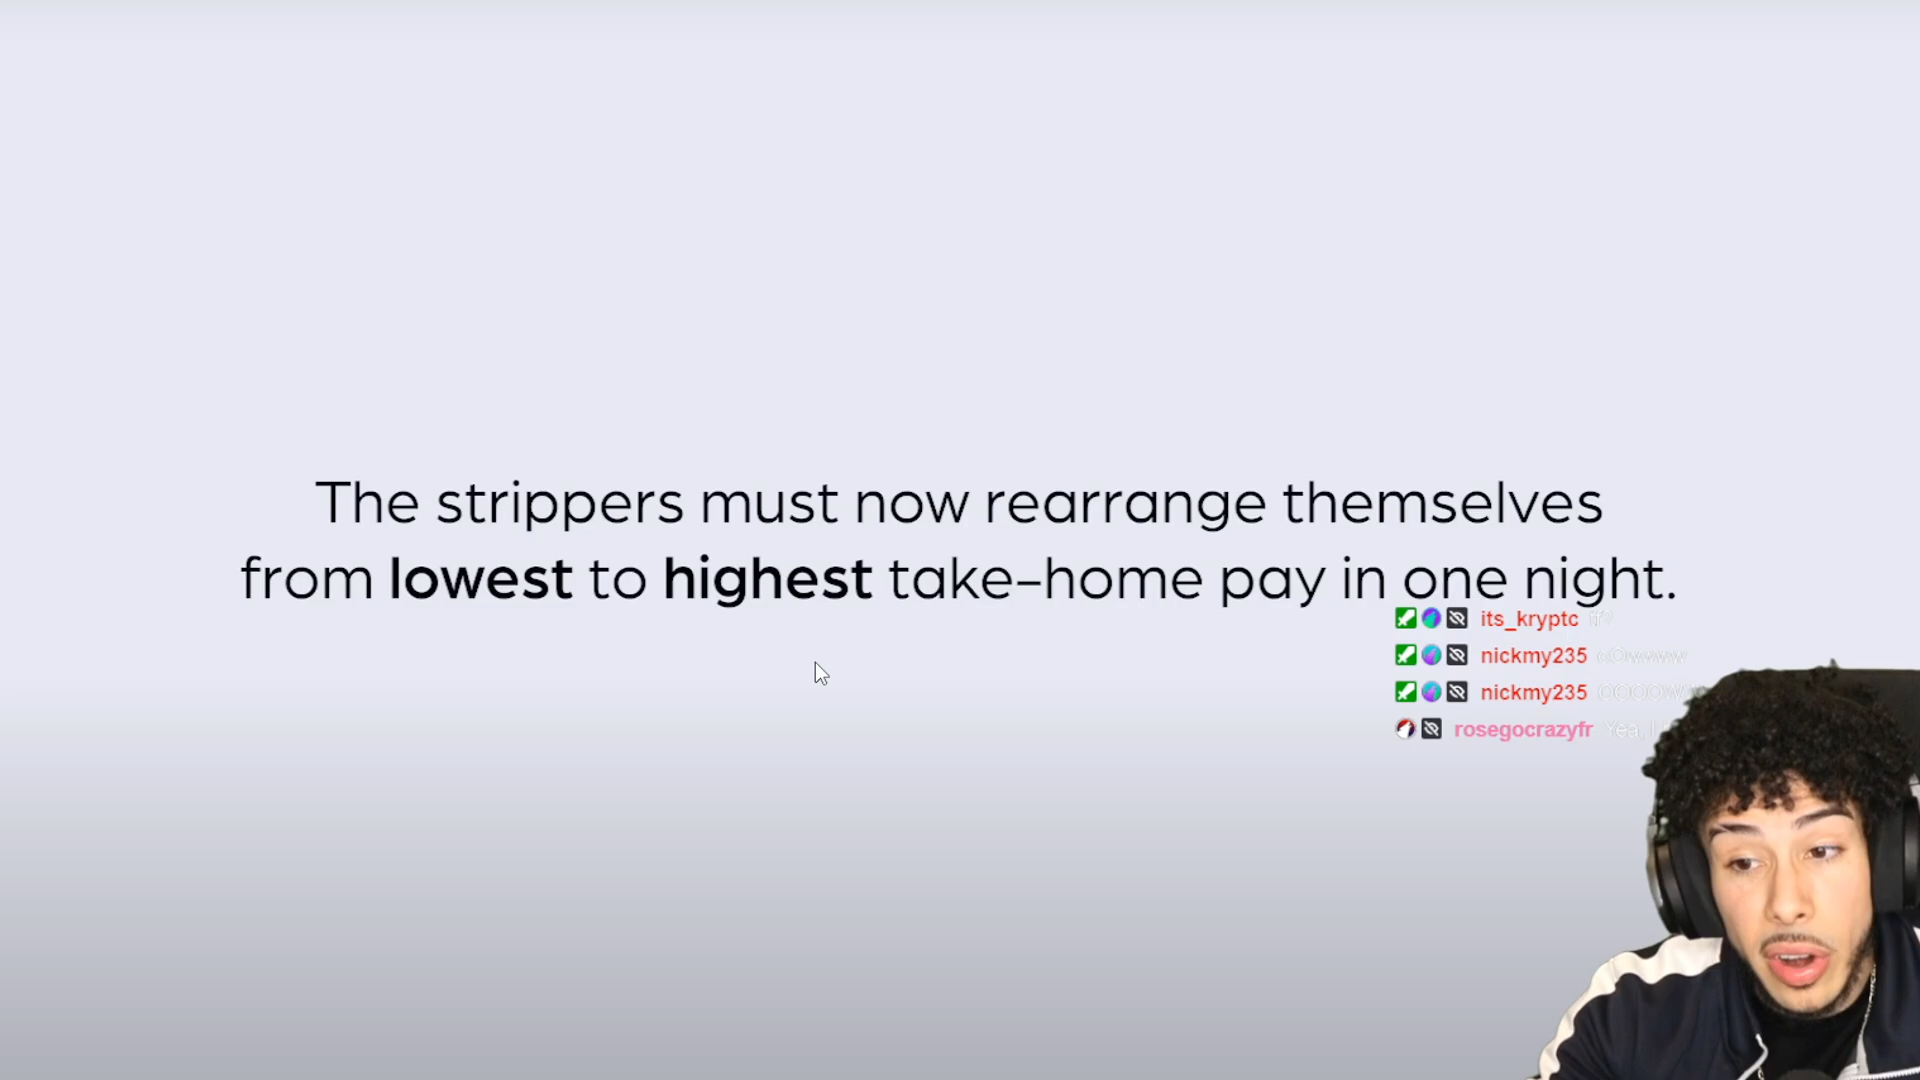 The strippers must now rearrange themselves
from lowest to highest take-home pay in one night.
its_kryptc
nickmy235
nickmy235
rosegocrazyfr Yea,